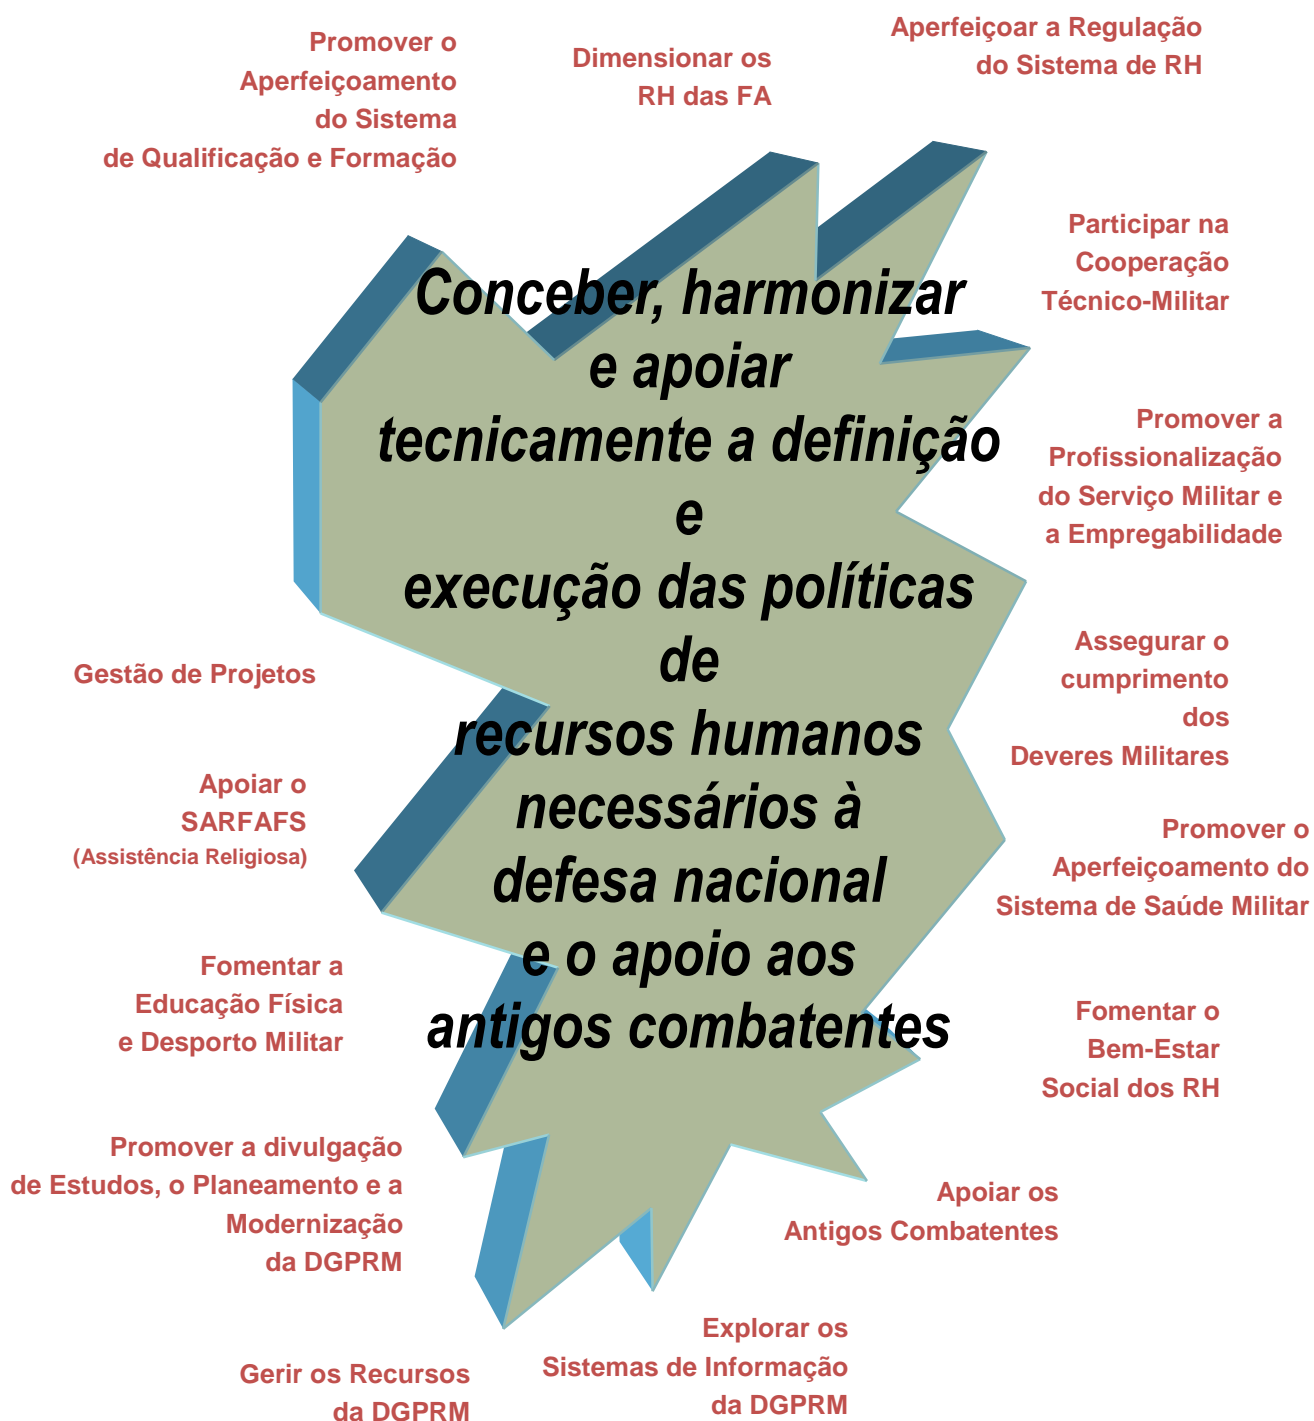 Promover o
Aperfeiçoamento
do Sistema
de Qualificação e Formação
Dimensionar os
RH das FA
Aperfeiçoar a Regulação
do Sistema de RH
Participar na
Cooperação
Técnico-Militar
Promover a
Profissionalização
do Serviço Militar e
a Empregabilidade
Assegurar o
cumprimento
dos
Deveres Militares
Promover o
Aperfeiçoamento do
Sistema de Saúde Militar
Fomentar o
Bem-Estar
Social dos RH
Apoiar os
Antigos Combatentes
Explorar os
Sistemas de Informação
da DGPRM
Gerir os Recursos
da DGPRM
Promover a divulgação
de Estudos, o Planeamento e a
Modernização
da DGPRM
Fomentar a
Educação Física
e Desporto Militar
Apoiar o
SARFAFS
(Assistência Religiosa)
Gestão de Projetos
Conceber, harmonizar
e apoiar
tecnicamente a definição
e
execução das políticas
de
recursos humanos
necessários à
defesa nacional
e o apoio aos
antigos combatentes